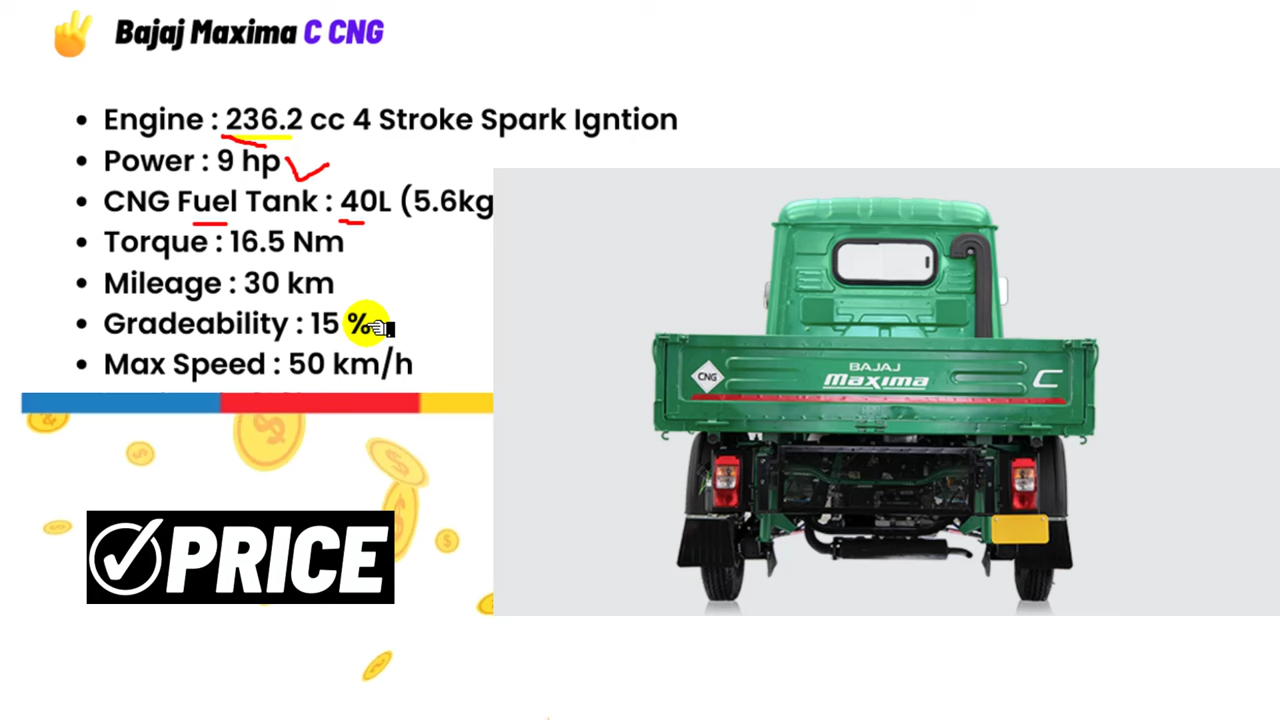 Bajaj Maxima C CNG
• Engine : 236.2 cc 4 Stroke Spark Igntion
• Power : 9 hp
• CNG Fuel Tank : 40L (5.6kg
• Torque : 16.5 Nm
• Mileage : 30 km
• Gradeability : 15 %
• Max Speed : 50 km/h
CNG
BAJAJ
Maxima
C
PRICE